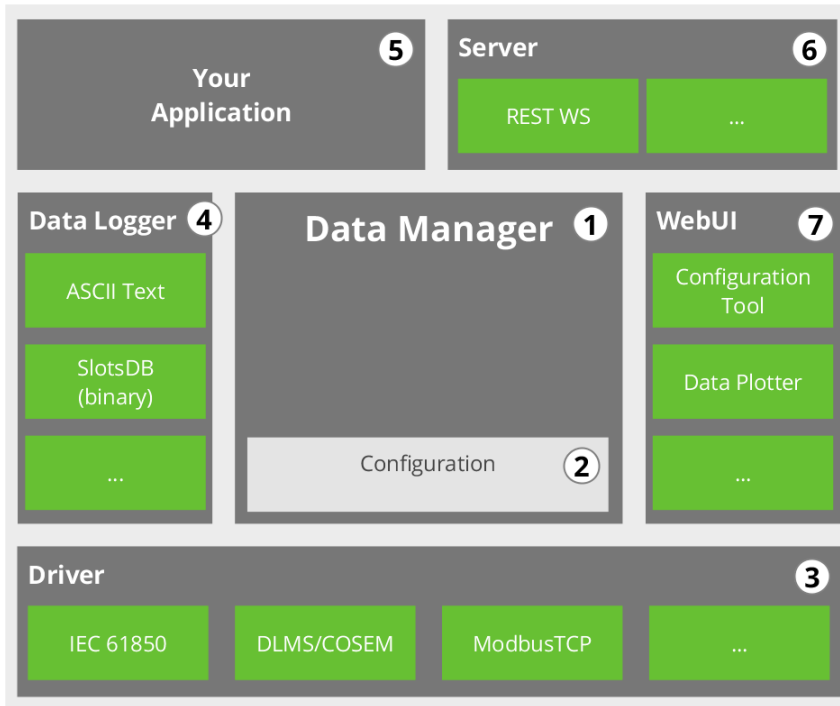 Your
Application
5
Server
6
REST WS
...
Data Logger
4
ASCII Text
SlotsDB
(binary)
...
Data Manager
1
Configuration
2
WebUI
7
Configuration
Tool
Data Plotter
...
Driver
3
IEC 61850
DLMS/COSEM
ModbusTCP
...